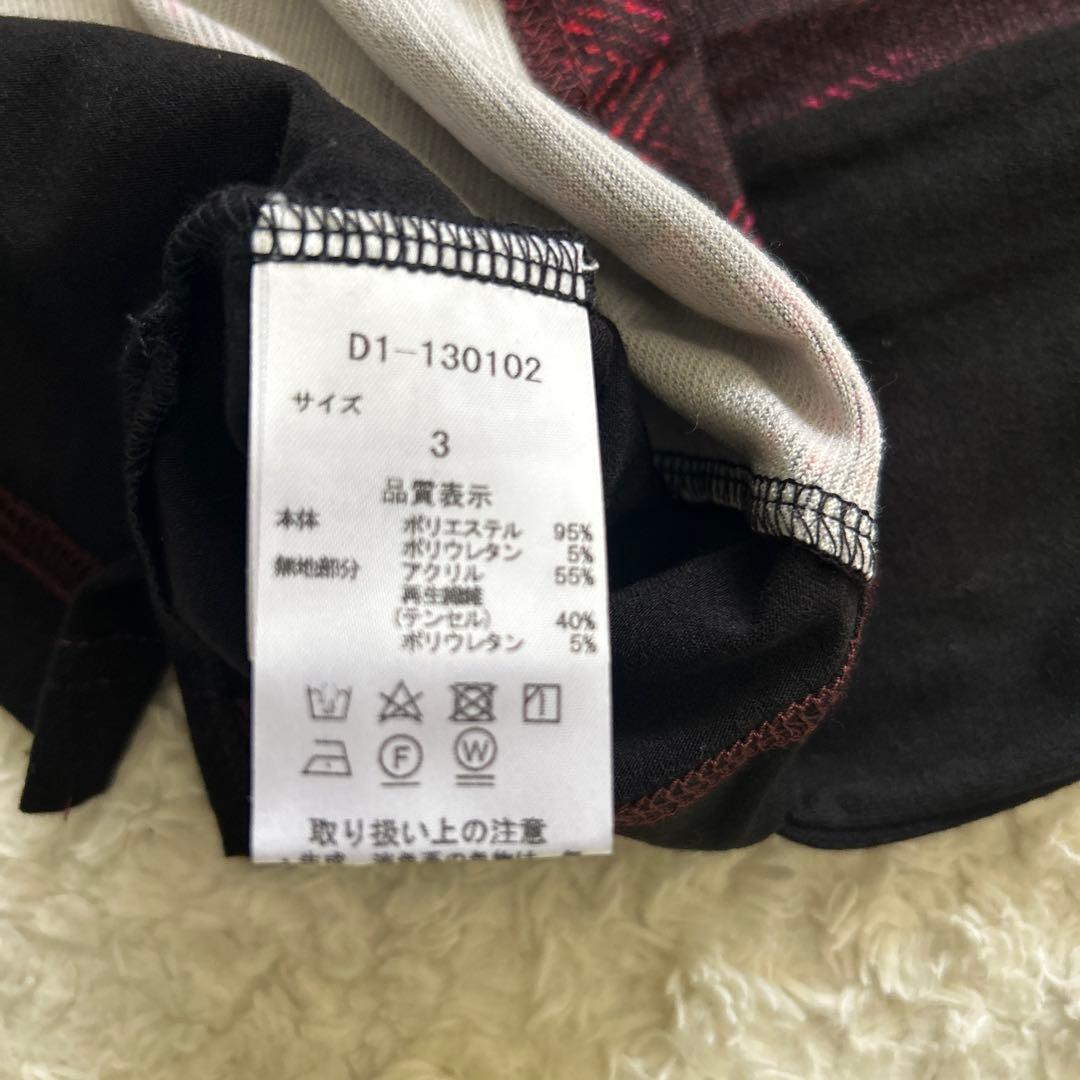 D1-130102
サイズ
3
品質表示
本体 ポリエステル 95%
ポリウレタン 5%
無地部分 アクリル 55%
再生繊維
(テンセル) 40%
ポリウレタン 5%
F W
取り扱い上の注意